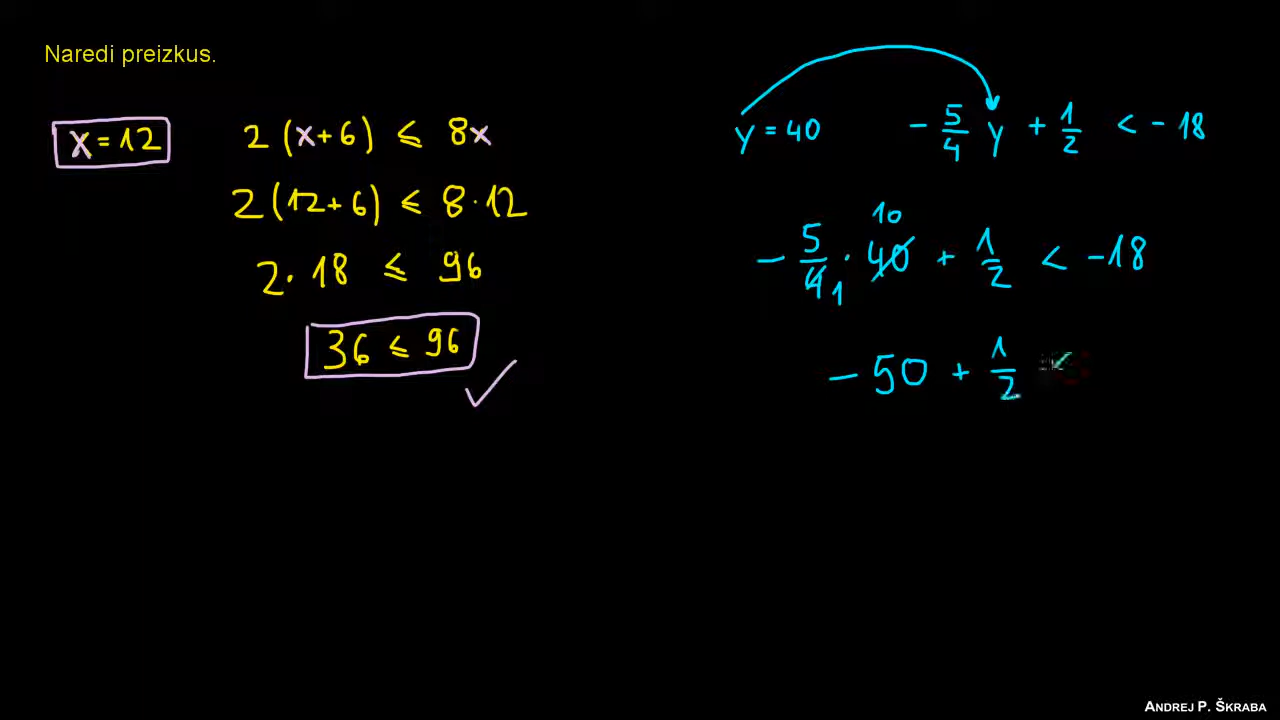 Naredi preizkus.
x = 12
2 (x+6) ≤ 8x
2 (12+6) ≤ 8·12
2·18 ≤ 96
36 ≤ 96
y = 40
- 5/4 y + 1/2 < -18
- 5/4 1 · 40 10 + 1/2 < -18
- 50 + 1/2
ANDREJ P. ŠKRABA